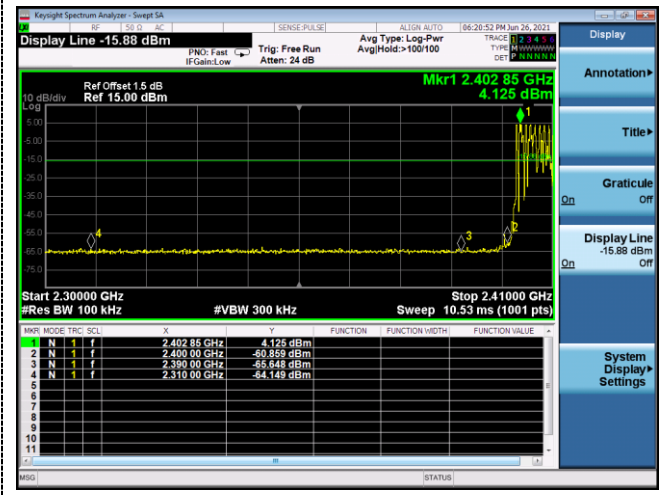 Keysight Spectrum Analyzer - Swept SA
RF 50 Ω AC SENSE:PULSE ALIGN AUTO 06:20:52 PM Jun 26, 2021
Display Line -15.88 dBm
PNO: Fast
IFGain:Low
Trig: Free Run
Atten: 24 dB
Avg Type: Log-Pwr
Avg|Hold:>100/100
TRACE 1 2 3 4 5 6
TYPE M WWWWW
DET P N N N N N
Ref Offset 1.5 dB
10 dB/div Ref 15.00 dBm
Log
Mkr1 2.402 85 GHz
4.125 dBm
5.00
-5.00
-15.0
-25.0
-35.0
-45.0
-55.0
-65.0
-75.0
1
2
3
4
Start 2.30000 GHz Stop 2.41000 GHz
#Res BW 100 kHz #VBW 300 kHz Sweep 10.53 ms (1001 pts)
MKR MODE TRC SCL X Y FUNCTION FUNCTION WIDTH FUNCTION VALUE
1 N 1 f 2.402 85 GHz 4.125 dBm
2 N 1 f 2.400 00 GHz -60.859 dBm
3 N 1 f 2.390 00 GHz -65.648 dBm
4 N 1 f 2.310 00 GHz -64.149 dBm
5
6
7
8
9
10
11
MSG STATUS
Display
Annotation
Title
Graticule
On Off
Display Line
-15.88 dBm
On Off
System
Display
Settings